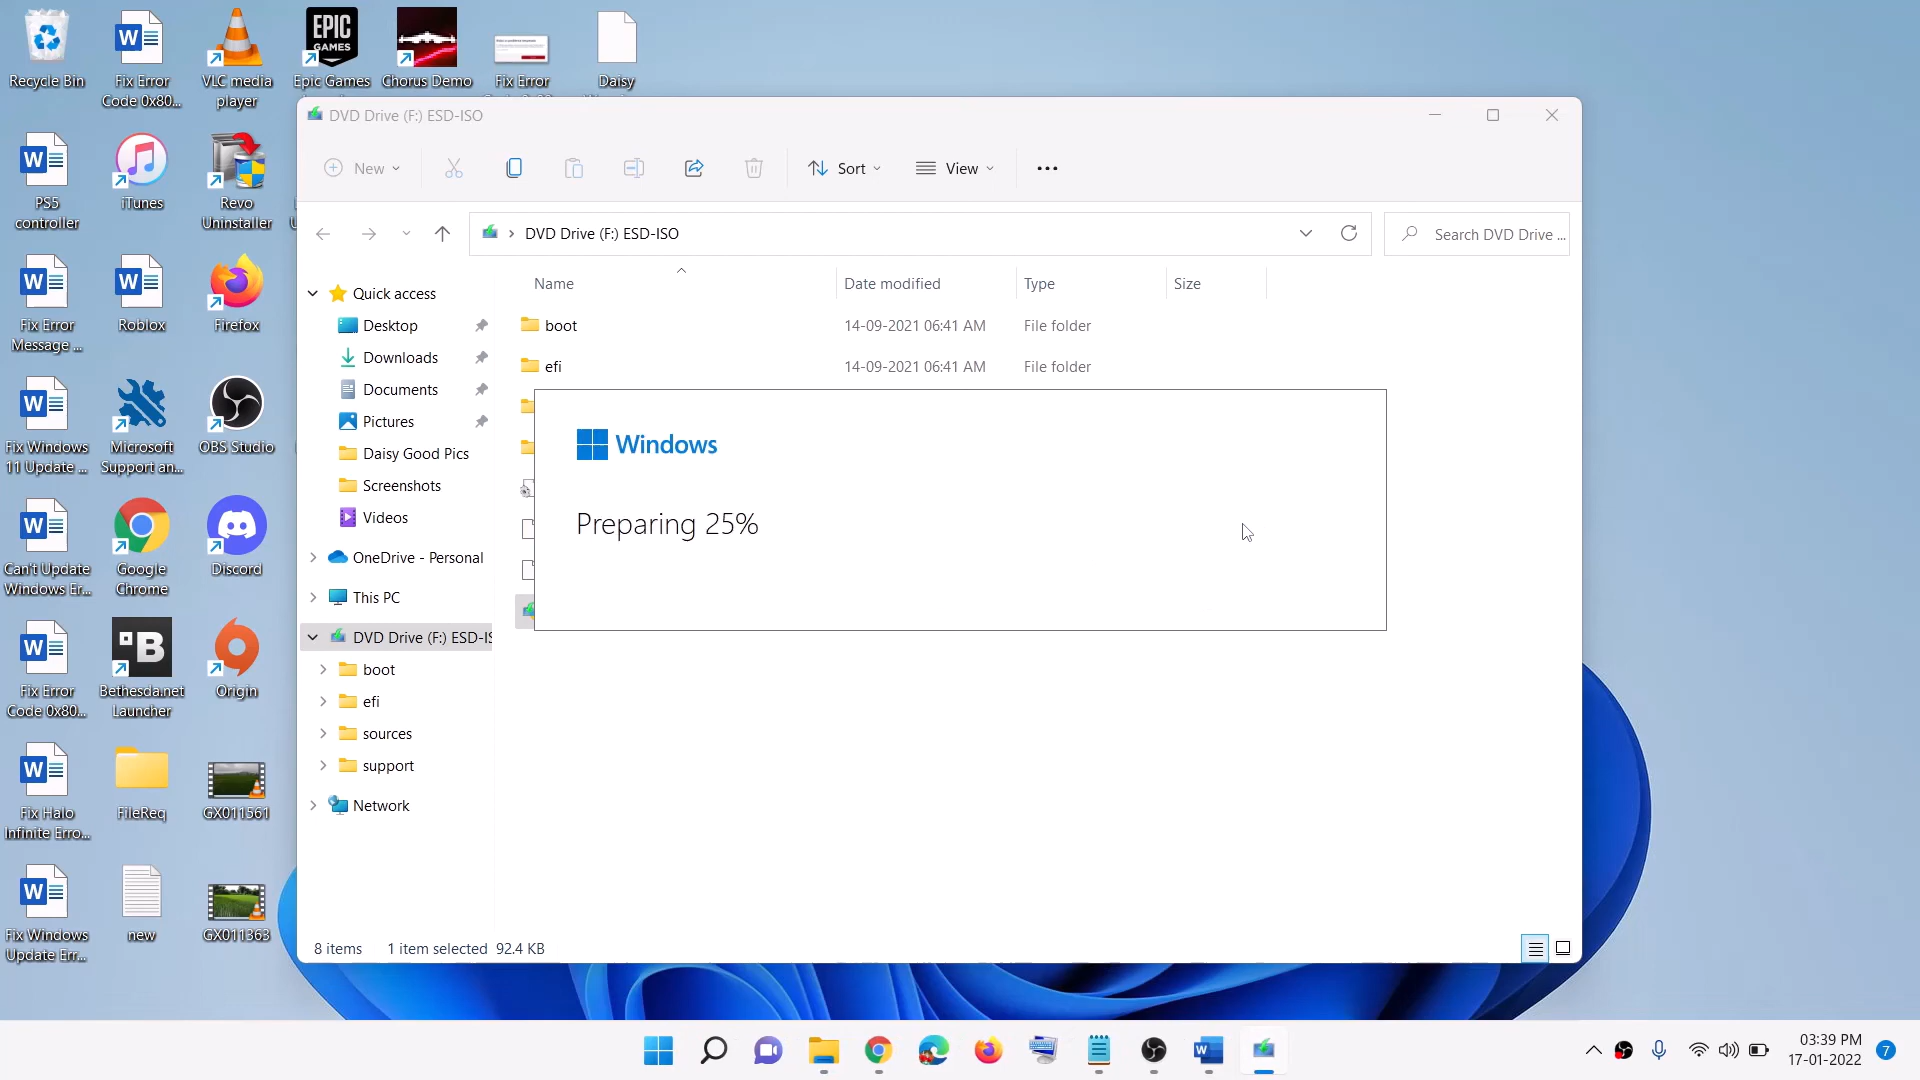 Recycle Bin
Fix Error
Code 0x80...
VLC media
player
Epic Games
Chorus Demo
Fix Error
Daisy
EPIC
GAMES
PS5
controller
iTunes
Revo
Uninstaller
Fix Error
Message ...
Roblox
Firefox
Fix Windows
11 Update ...
Microsoft
Support an...
OBS Studio
Can't Update
Windows Er...
Google
Chrome
Discord
Fix Error
Code 0x80...
Bethesda.net
Launcher
Origin
Fix Halo
Infinite Erro...
FileReq
GX011561
Fix Windows
Update Err...
new
GX011363
DVD Drive (F:) ESD-ISO
New
Sort
View
DVD Drive (F:) ESD-ISO
Search DVD Drive ...
Name
Date modified
Type
Size
boot
14-09-2021 06:41 AM
File folder
efi
14-09-2021 06:41 AM
File folder
Quick access
Desktop
Downloads
Documents
Pictures
Daisy Good Pics
Screenshots
Videos
OneDrive - Personal
This PC
DVD Drive (F:) ESD-IS
boot
efi
sources
support
Network
Windows
Preparing 25%
8 items
1 item selected 92.4 KB
03:39 PM
17-01-2022
7